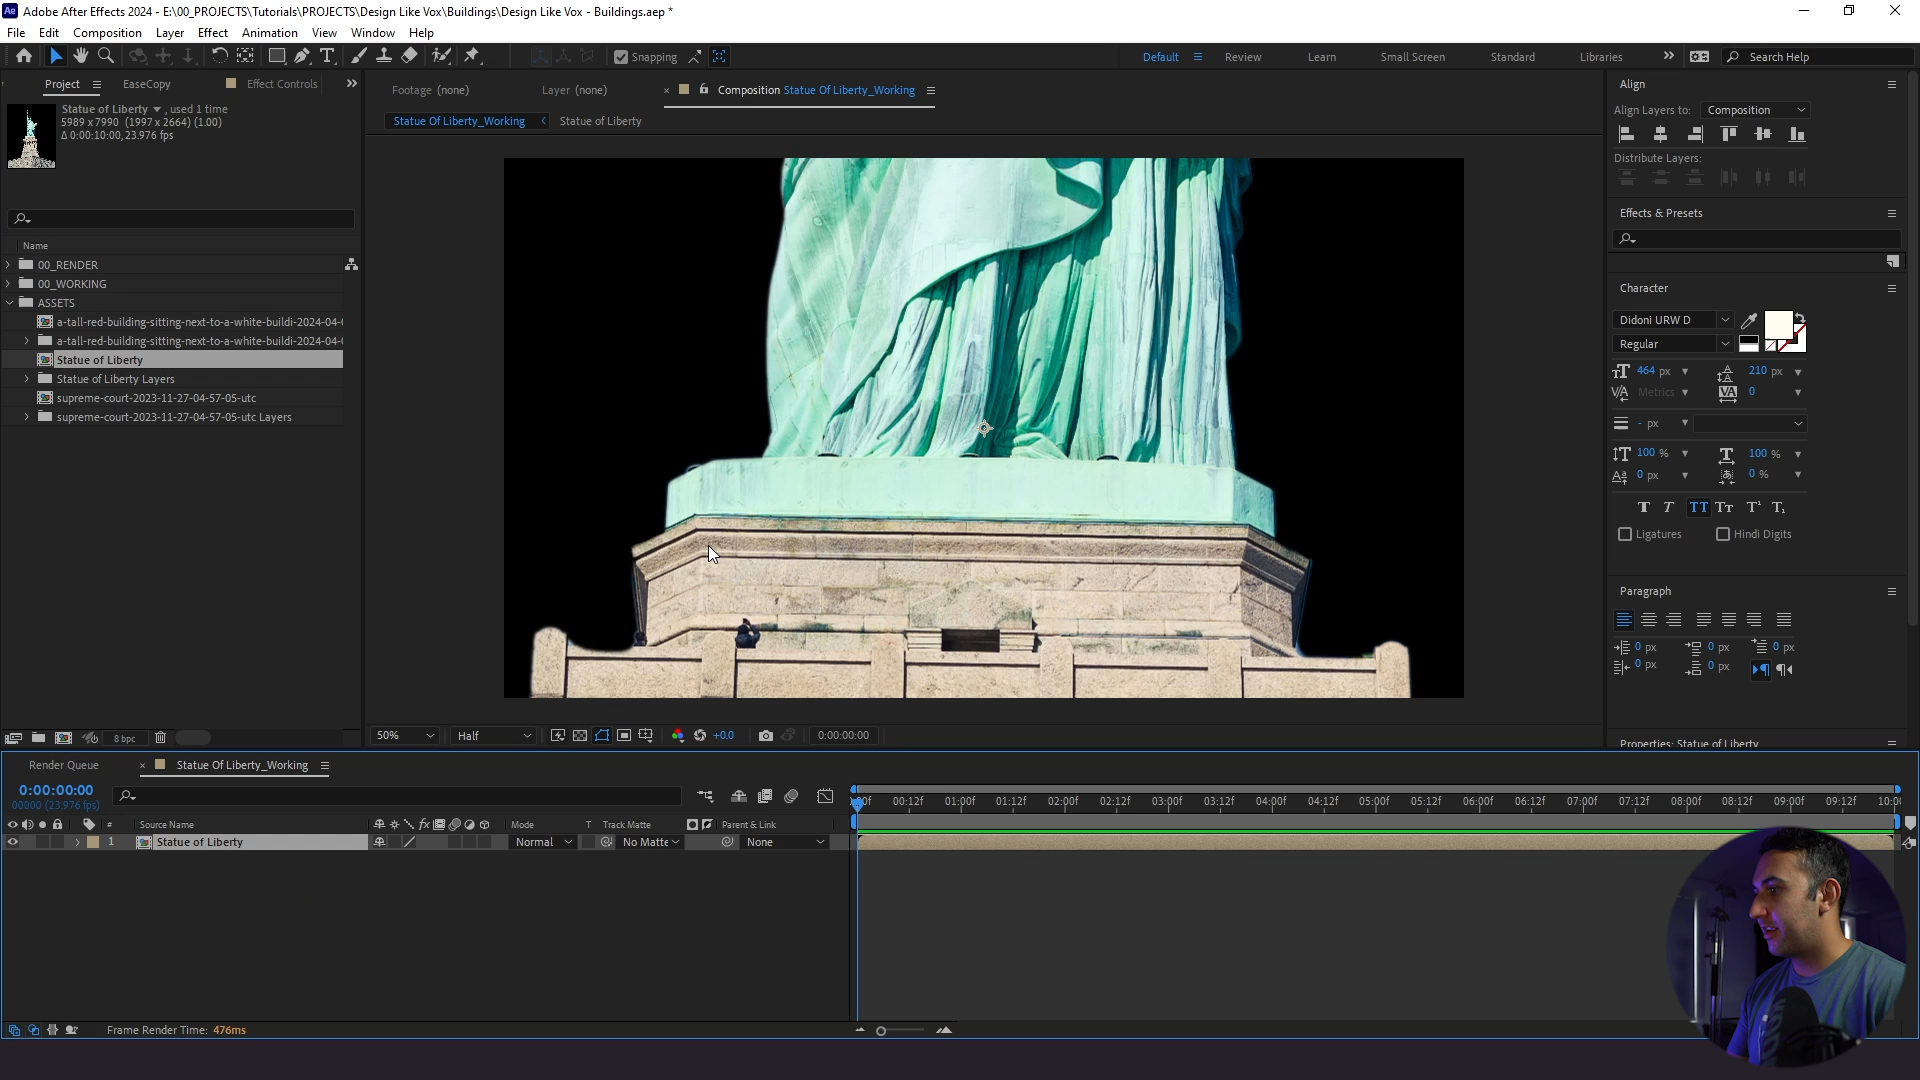 Adobe After Effects 2024 - E:\00_PROJECTS\Tutorials\PROJECTS\Design Like Vox\Buildings\Design Like Vox - Buildings.aep *
File Edit Composition Layer Effect Animation View Window Help
Snapping
Default Review Learn Small Screen Standard Libraries Search Help
Project EaseCopy Effect Controls
Footage (none) Layer (none) Composition Statue Of Liberty_Working
Statue Of Liberty_Working Statue of Liberty
Statue of Liberty , used 1 time
5989 x 7990 (1997 x 2664) (1.00)
Δ 0:00:10:00, 23.976 fps
Name
00_RENDER
00_WORKING
ASSETS
a-tall-red-building-sitting-next-to-a-white-buildi-2024-04-
a-tall-red-building-sitting-next-to-a-white-buildi-2024-04-
Statue of Liberty
Statue of Liberty Layers
supreme-court-2023-11-27-04-57-05-utc
supreme-court-2023-11-27-04-57-05-utc Layers
8 bpc
50% Half +0.0 0:00:00:00
Align
Align Layers to: Composition
Distribute Layers:
Effects & Presets
Character
Didoni URW D
Regular
464 px 210 px
Metrics 0
- px
100 % 100 %
0 px 0 %
Ligatures Hindi Digits
Paragraph
0 px 0 px 0 px
0 px 0 px
Properties: Statue of Liberty
Render Queue Statue Of Liberty_Working
0:00:00:00
00000 (23.976 fps)
00f 00:12f 01:00f 01:12f 02:00f 02:12f 03:00f 03:12f 04:00f 04:12f 05:00f 05:12f 06:00f 06:12f 07:00f 07:12f 08:00f 08:12f 09:00f 09:12f 10:0
# Source Name Mode T Track Matte Parent & Link
1 Statue of Liberty Normal No Matte None
Frame Render Time: 476ms